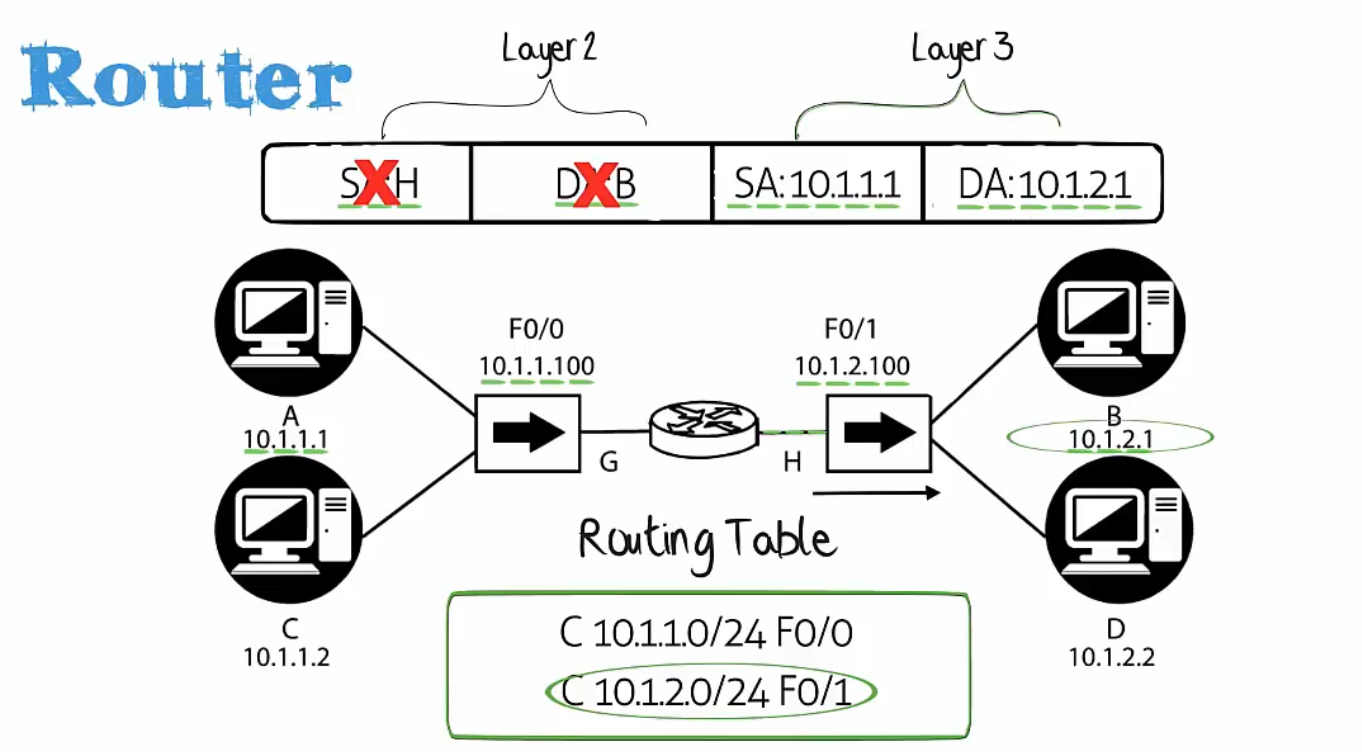 Router
Layer 2
Layer 3
H
B
SA:10.1.1.1
DA:10.1.2.1
F0/0
10.1.1.100
F0/1
10.1.2.100
A
10.1.1.1
B
10.1.2.1
G
H
Routing Table
C
10.1.1.2
D
10.1.2.2
C 10.1.1.0/24 F0/0
C 10.1.2.0/24 F0/1